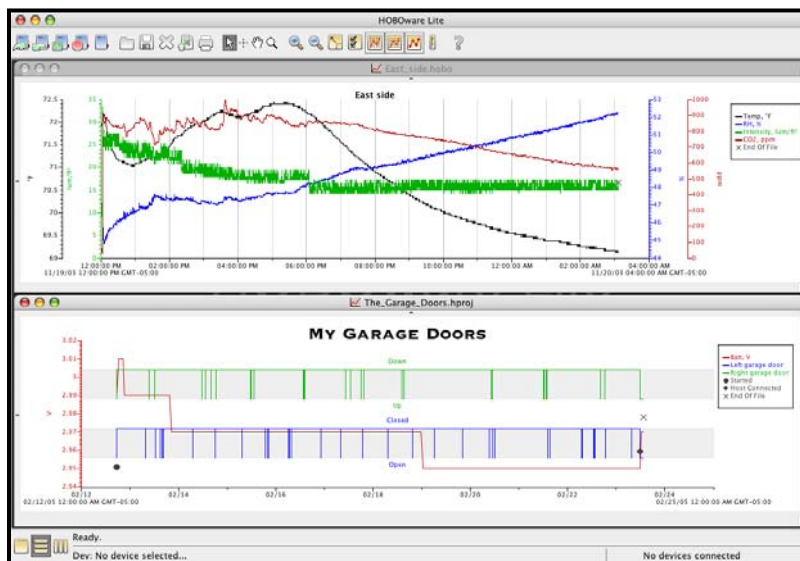 HOBOware Lite
East_side.hobo
East side
72.5
72
71.5
71
70.5
70
69.5
69
°F
35
30
25
20
15
10
5
0
lum/ft²
53
52
51
50
49
48
47
46
45
44
%
1000
900
800
700
600
500
400
300
200
100
0
ppm
Temp, °F
RH, %
Intensity, lum/ft²
CO2, ppm
End Of File
12:00:00 PM 02:00:00 PM 04:00:00 PM 06:00:00 PM 08:00:00 PM 10:00:00 PM 12:00:00 AM 02:00:00 AM 04:00:00 AM
11/19/03 12:00:00 PM GMT-05:00 11/20/03 04:00:00 AM GMT-05:00
The_Garage_Doors.hproj
MY GARAGE DOORS
3.02
3.01
3
2.99
2.98
2.97
2.96
2.95
2.94
V
Down
Up
Closed
Open
Batt, V
Left garage door
Right garage door
Started
Host Connected
End Of File
02/12 02/14 02/16 02/18 02/20 02/22 02/24
02/12/05 12:00:00 AM GMT-05:00 02/25/05 12:00:00 AM GMT-05:00
Ready.
Dev: No device selected... No devices connected